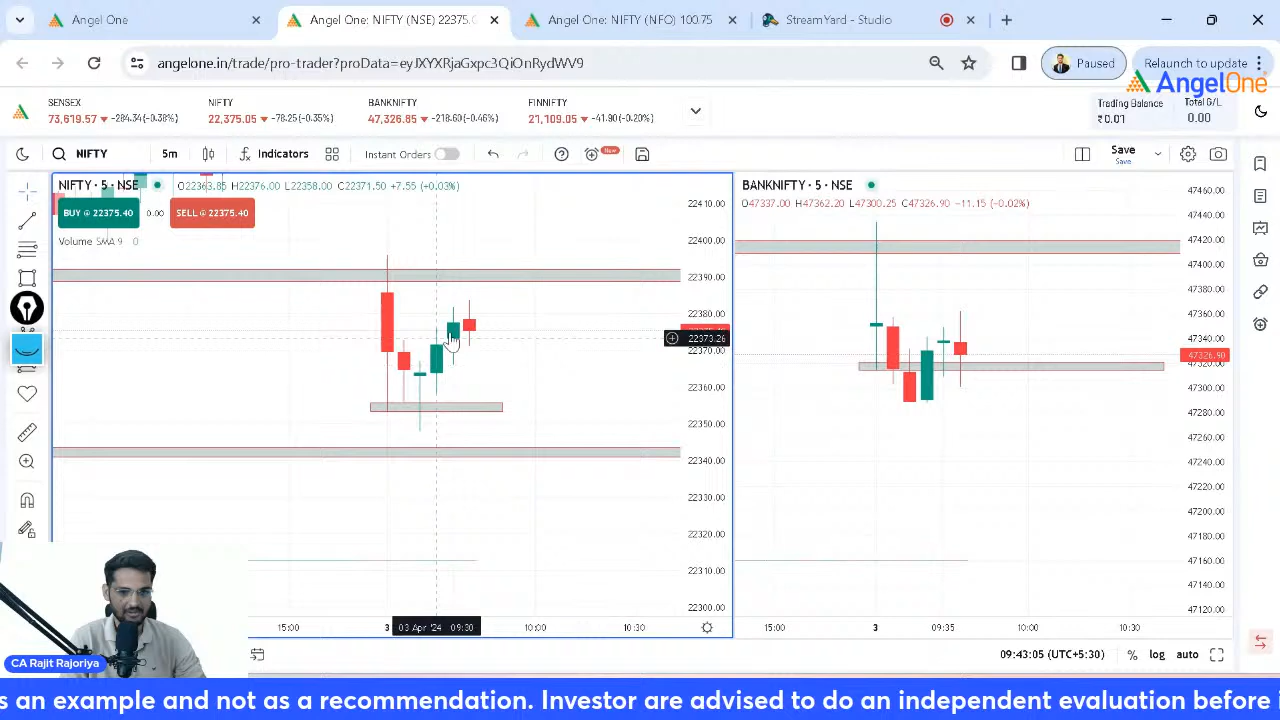 Angel One
Angel One: NIFTY (NSE) 22375.0
Angel One: NIFTY (NFO) 100.75
StreamYard - Studio
angelone.in/trade/pro-trader?proData=eyJXYXRjaGxpc3QiOnRydWV9
Paused
Relaunch to update
AngelOne
SENSEX
73,619.57 -284.34(-0.38%)
NIFTY
22,375.05 -78.25(-0.35%)
BANKNIFTY
47,326.85 -218.60(-0.46%)
FINNIFTY
21,109.05 -41.90(-0.20%)
Trading Balance
₹0.01
Total G/L
0.00
NIFTY
5m
Indicators
Instant Orders
New
Save
Save
NIFTY · 5 · NSE
O22363.85 H22376.00 L22358.00 C22371.50 +7.55 (+0.03%)
BUY @ 22375.40
0.00
SELL @ 22375.40
Volume SMA 9 0
22410.00
22400.00
22390.00
22380.00
22373.26
22370.00
22360.00
22350.00
22340.00
22330.00
22320.00
22310.00
22300.00
15:00
3
03 Apr '24 09:30
10:00
10:30
BANKNIFTY · 5 · NSE
O47337.00 H47362.20 L47300.25 C47326.90 -11.15 (-0.02%)
47460.00
47440.00
47420.00
47400.00
47380.00
47360.00
47340.00
47326.90
47300.00
47280.00
47260.00
47240.00
47220.00
47200.00
47180.00
47160.00
47140.00
47120.00
15:00
3
09:35
10:00
10:30
09:43:05 (UTC+5:30)
%
log
auto
CA Rajit Rajoriya
s an example and not as a recommendation. Investor are advised to do an independent evaluation before i